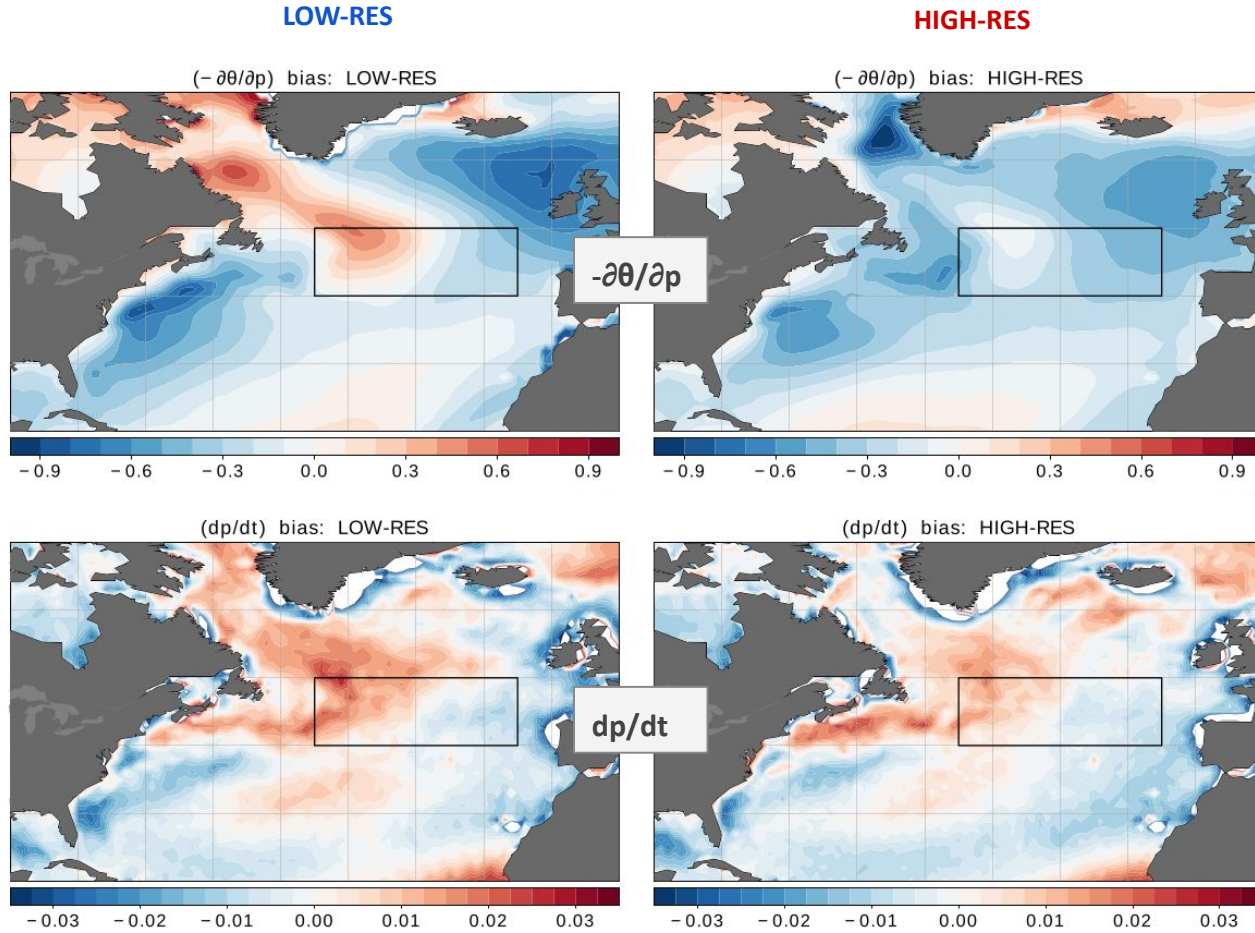 LOW-RES HIGH-RES
(−∂θ/∂p) bias: LOW-RES (−∂θ/∂p) bias: HIGH-RES
-∂θ/∂p
−0.9 −0.6 −0.3 0.0 0.3 0.6 0.9 −0.9 −0.6 −0.3 0.0 0.3 0.6 0.9
(dp/dt) bias: LOW-RES (dp/dt) bias: HIGH-RES
dp/dt
−0.03 −0.02 −0.01 0.00 0.01 0.02 0.03 −0.03 −0.02 −0.01 0.00 0.01 0.02 0.03